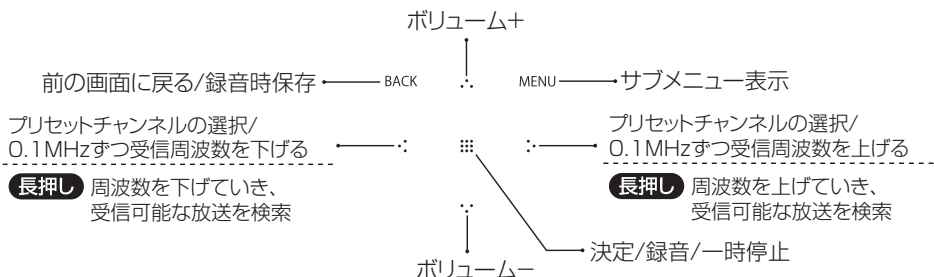 ボリューム＋
前の画面に戻る/録音時保存
BACK
MENU
サブメニュー表示
プリセットチャンネルの選択/
0.1MHzずつ受信周波数を下げる
長押し 周波数を下げていき、
受信可能な放送を検索
プリセットチャンネルの選択/
0.1MHzずつ受信周波数を上げる
長押し 周波数を上げていき、
受信可能な放送を検索
決定/録音/一時停止
ボリューム−